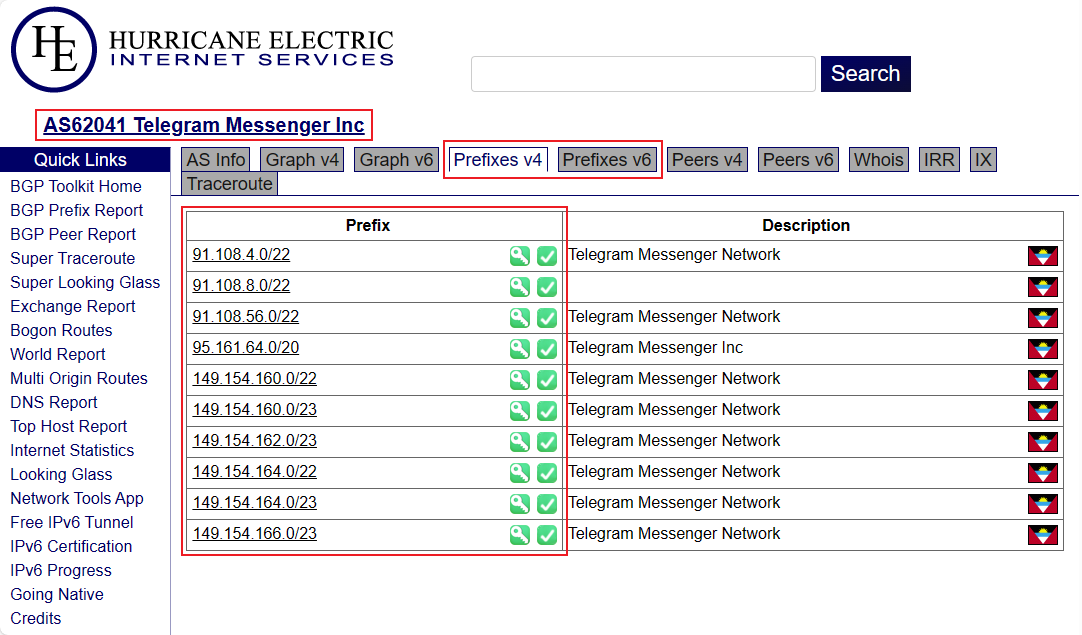 HE
HURRICANE ELECTRIC
INTERNET SERVICES
Search
AS62041 Telegram Messenger Inc
Quick Links
BGP Toolkit Home
BGP Prefix Report
BGP Peer Report
Super Traceroute
Super Looking Glass
Exchange Report
Bogon Routes
World Report
Multi Origin Routes
DNS Report
Top Host Report
Internet Statistics
Looking Glass
Network Tools App
Free IPv6 Tunnel
IPv6 Certification
IPv6 Progress
Going Native
Credits
AS Info Graph v4 Graph v6 Prefixes v4 Prefixes v6 Peers v4 Peers v6 Whois IRR IX
Traceroute
Prefix Description
91.108.4.0/22 Telegram Messenger Network
91.108.8.0/22
91.108.56.0/22 Telegram Messenger Network
95.161.64.0/20 Telegram Messenger Inc
149.154.160.0/22 Telegram Messenger Network
149.154.160.0/23 Telegram Messenger Network
149.154.162.0/23 Telegram Messenger Network
149.154.164.0/22 Telegram Messenger Network
149.154.164.0/23 Telegram Messenger Network
149.154.166.0/23 Telegram Messenger Network